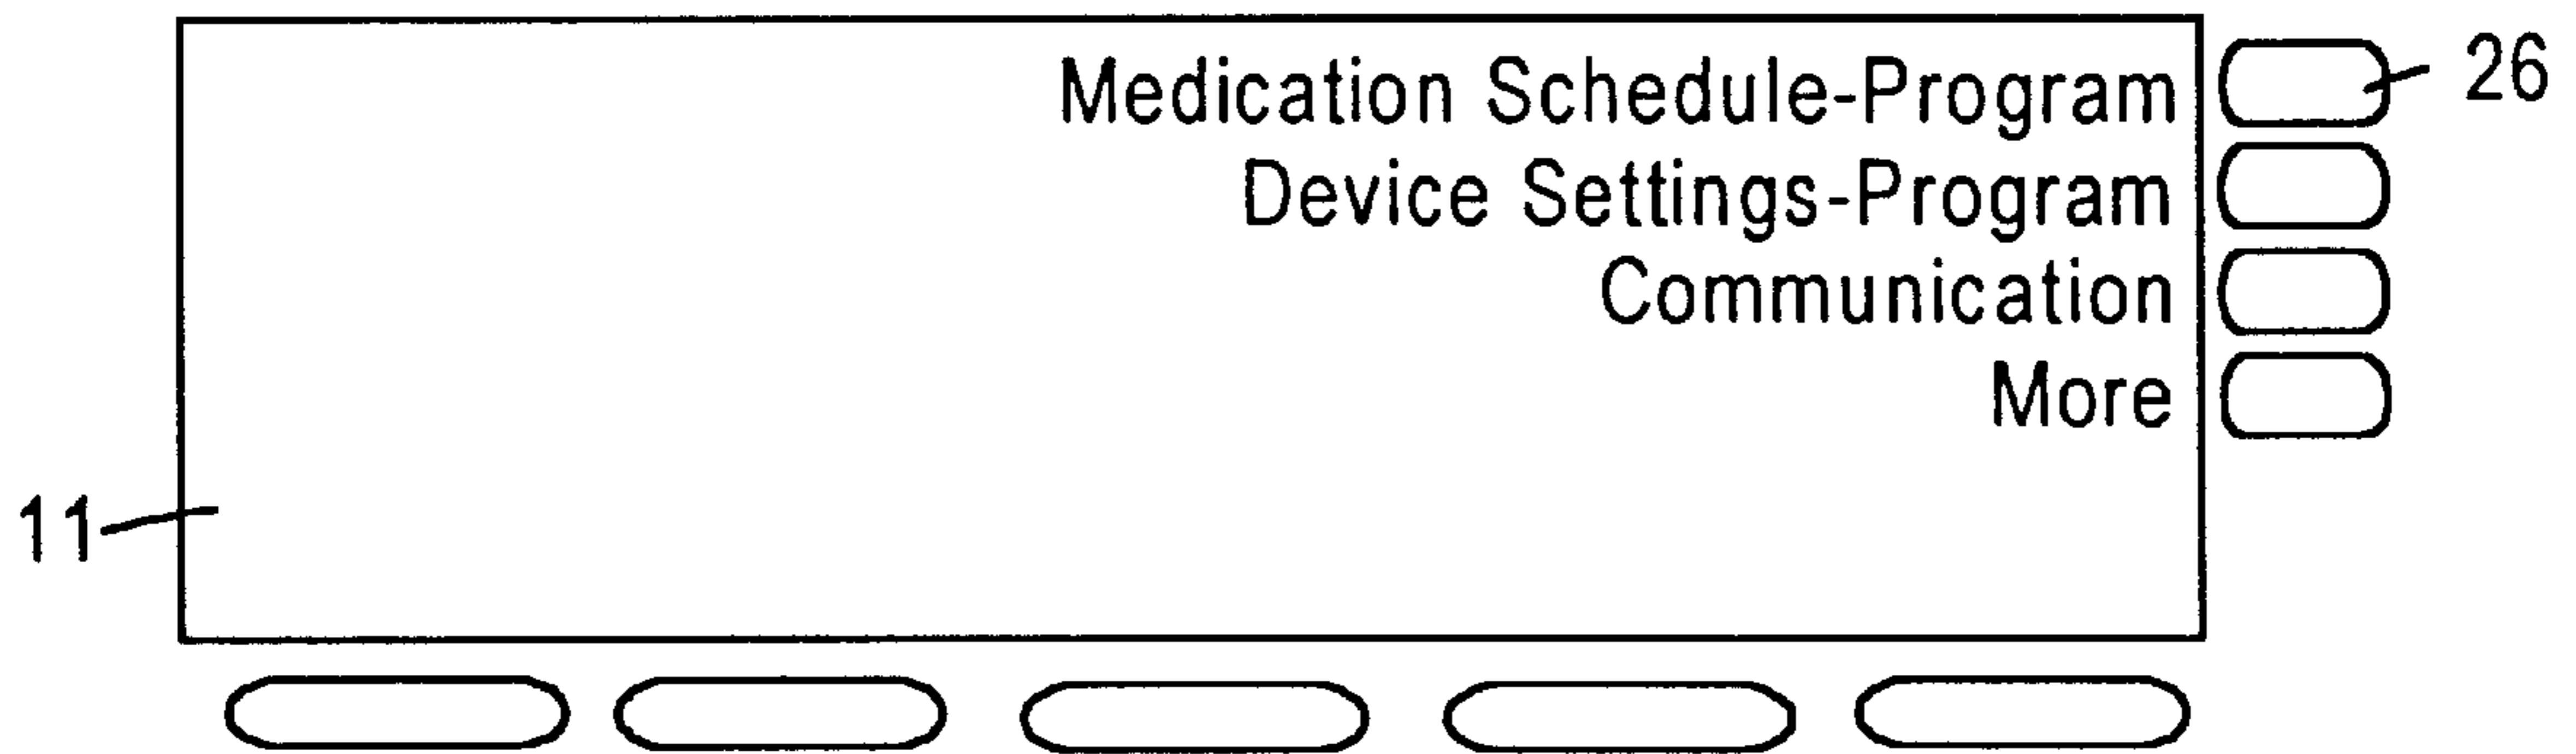 Medication Schedule-Program
26
Device Settings-Program
Communication
More
11